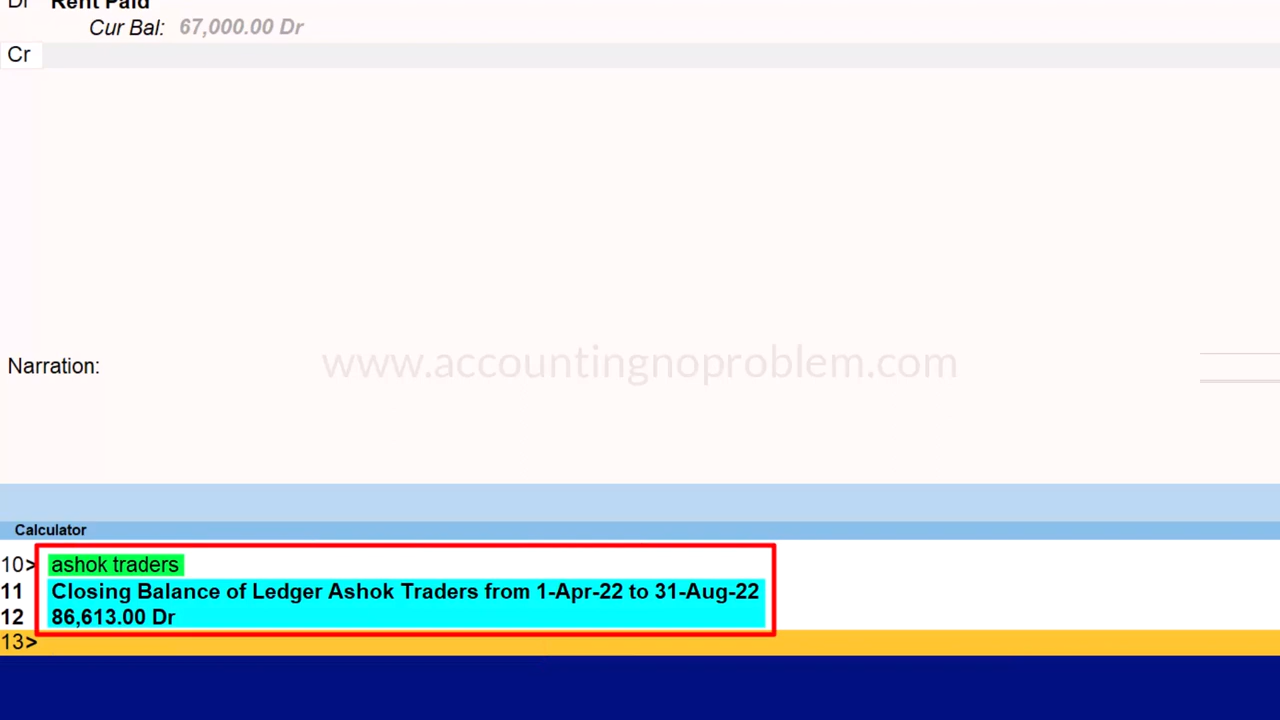 Dr Rent Paid
Cur Bal: 67,000.00 Dr
Cr
Narration:
www.accountingnoproblem.com
Calculator
10> ashok traders
11 Closing Balance of Ledger Ashok Traders from 1-Apr-22 to 31-Aug-22
12 86,613.00 Dr
13>